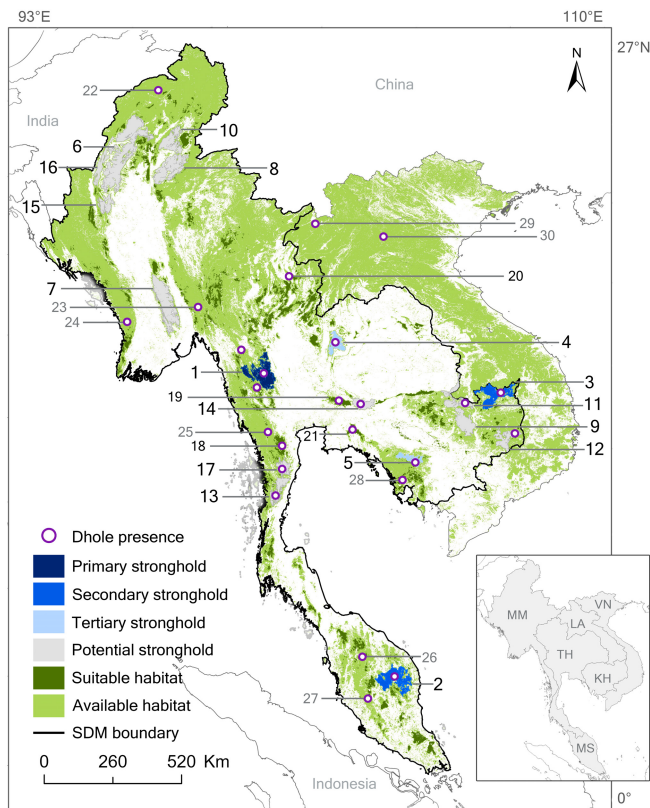 93°E
110°E
27°N
N
China
India
22
10
6
16
8
15
29
30
7
20
23
24
4
1
3
19
11
14
9
25
21
12
18
5
17
28
13
Dhole presence
Primary stronghold
Secondary stronghold
Tertiary stronghold
Potential stronghold
Suitable habitat
Available habitat
SDM boundary
0 260 520 Km
26
2
27
Indonesia
MM
VN
LA
TH
KH
MS
0°